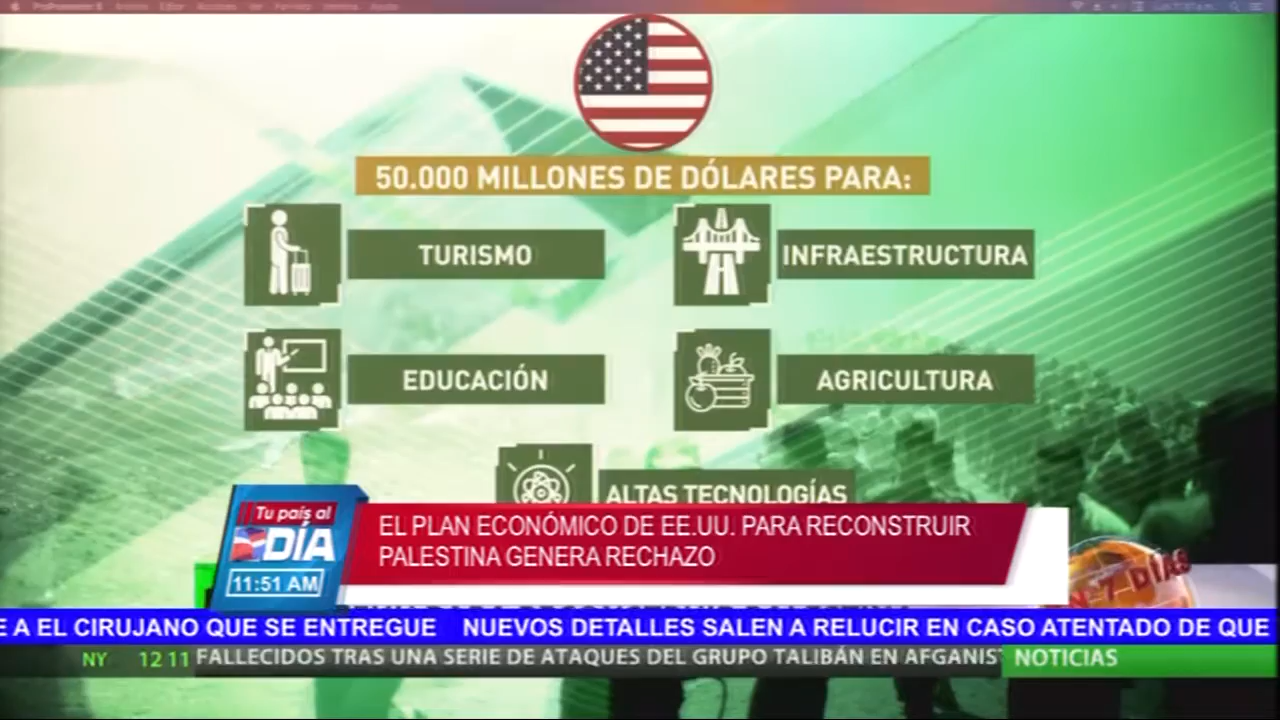 50.000 MILLONES DE DÓLARES PARA:
TURISMO
INFRAESTRUCTURA
EDUCACIÓN
AGRICULTURA
ALTAS TECNOLOGÍAS
Tu país al
DÍA
11:51 AM
EL PLAN ECONÓMICO DE EE.UU. PARA RECONSTRUIR
PALESTINA GENERA RECHAZO
N 7 DÍAS
E A EL CIRUJANO QUE SE ENTREGUE NUEVOS DETALLES SALEN A RELUCIR EN CASO ATENTADO DE QUE
NY 12 11 FALLECIDOS TRAS UNA SERIE DE ATAQUES DEL GRUPO TALIBÁN EN AFGANIS NOTICIAS